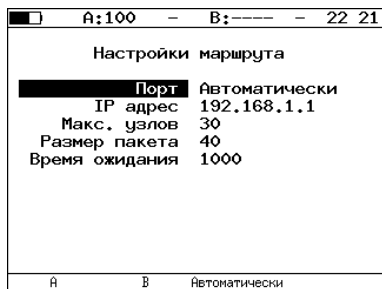 A:100 – B:---- – 22 21
Настройки маршрута
Порт Автоматически
IP адрес 192.168.1.1
Макс. узлов 30
Размер пакета 40
Время ожидания 1000
A B Автоматически